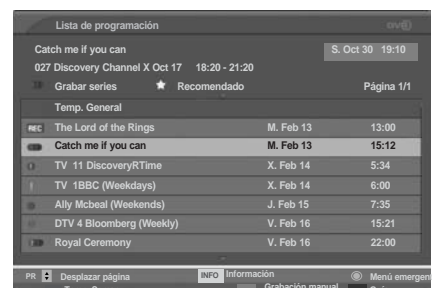 Lista de programación
Catch me if you can S. Oct 30 19:10
027 Discovery Channel X Oct 17 18:20 - 21:20
Grabar series Recomendado Página 1/1
Temp. General
REC The Lord of the Rings M. Feb 13 13:00
Catch me if you can M. Feb 13 15:12
TV 11 DiscoveryRTime X. Feb 14 5:34
TV 1BBC (Weekdays) X. Feb 14 6:00
Ally Mcbeal (Weekends) J. Feb 15 7:35
DTV 4 Bloomberg (Weekly) V. Feb 16 15:21
Royal Ceremony V. Feb 16 22:00
PR Desplazar página INFO Información Menú emergen
Grabación manual